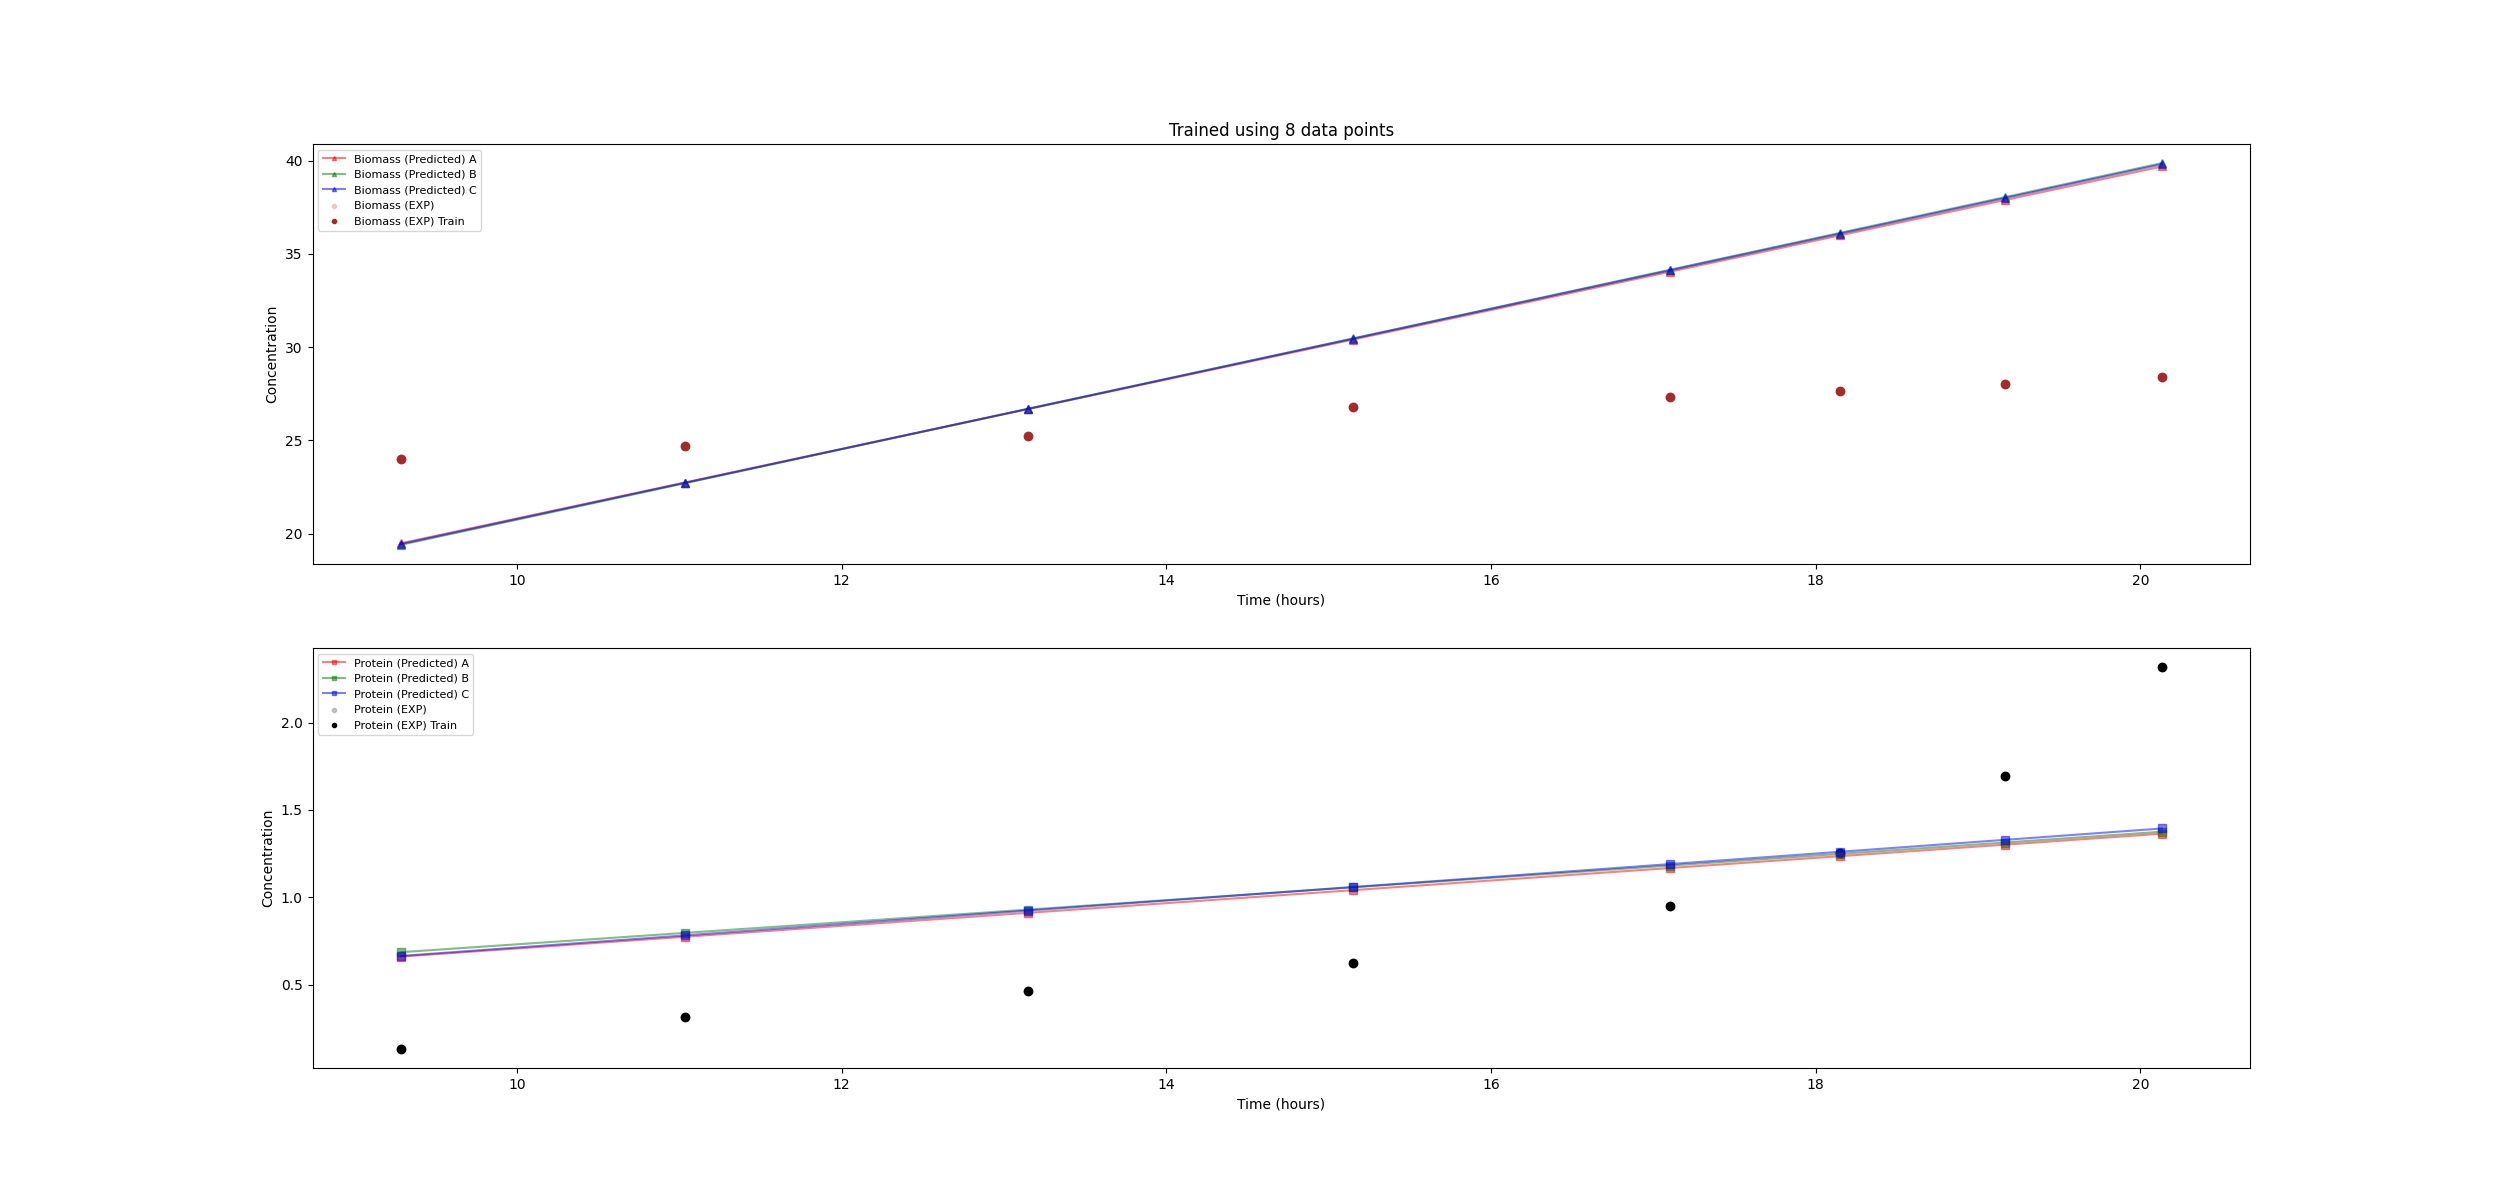 Trained using 8 data points
Biomass (Predicted) A
Biomass (Predicted) B
Biomass (Predicted) C
Biomass (EXP)
Biomass (EXP) Train
40
35
30
25
20
Concentration
10 12 14 16 18 20
Time (hours)
Protein (Predicted) A
Protein (Predicted) B
Protein (Predicted) C
Protein (EXP)
Protein (EXP) Train
2.0
1.5
1.0
0.5
Concentration
10 12 14 16 18 20
Time (hours)